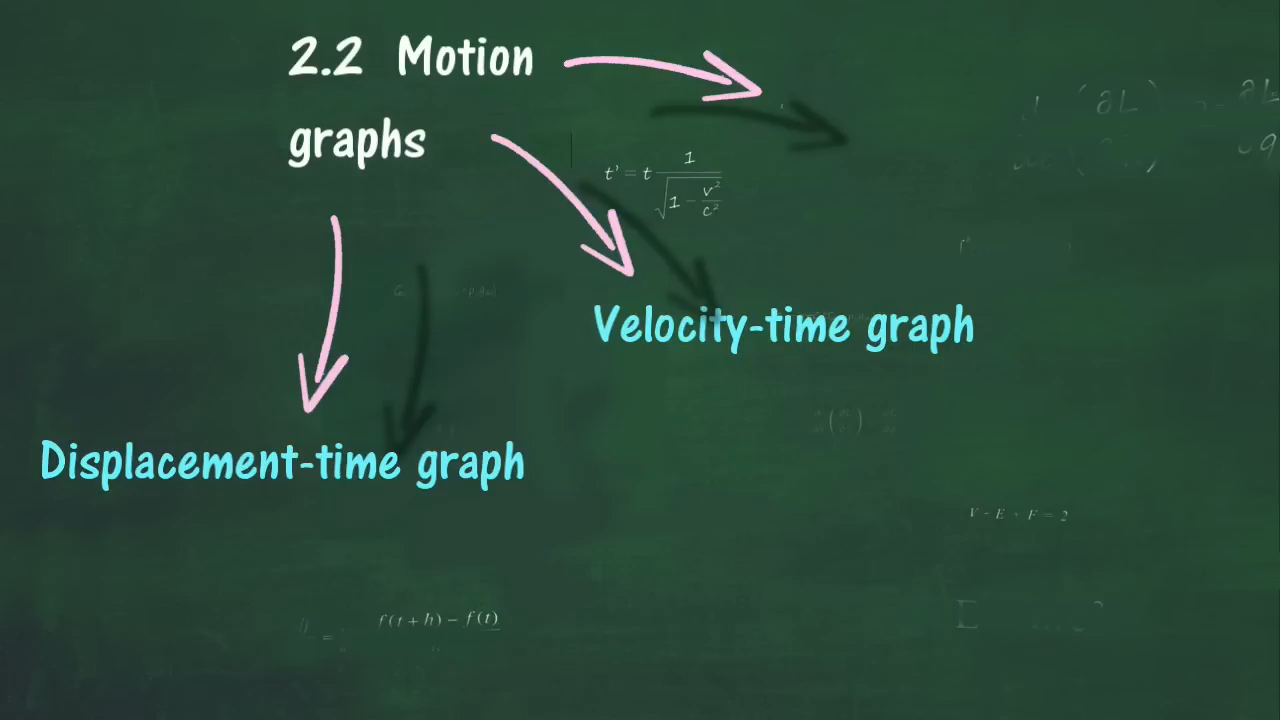 2.2 Motion
graphs
t' = t 1 / √(1 - v²/c²)
Velocity-time graph
Displacement-time graph
V - E + F = 2
f(t + h) - f(t)